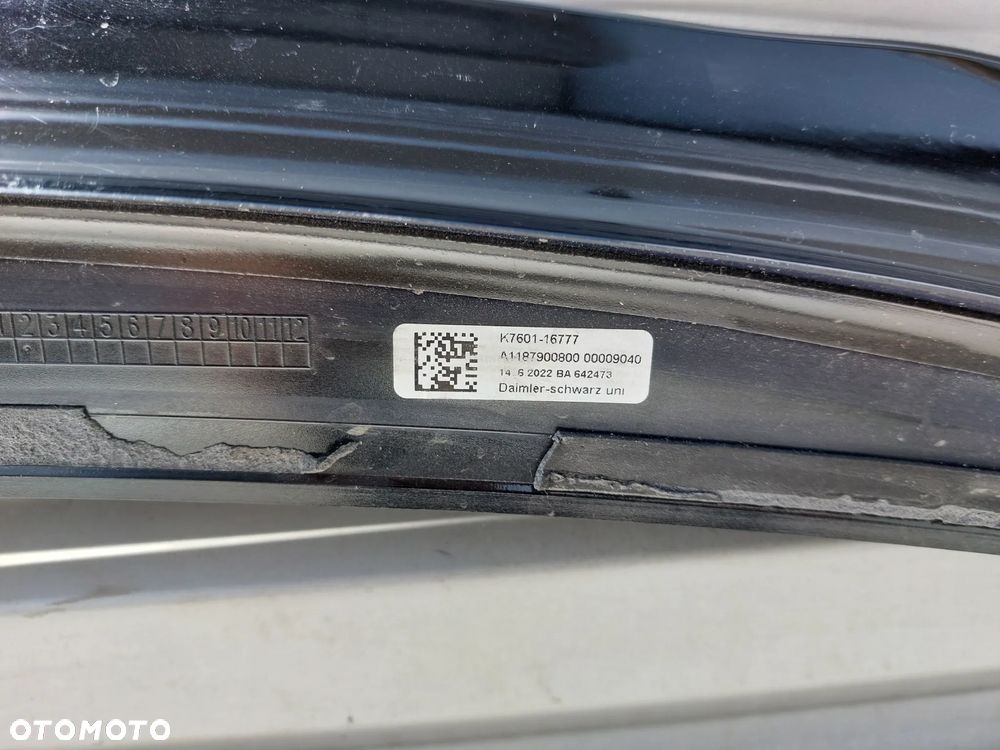 1 2 3 4 5 6 7 8 9 10 11 12
K7601-16777
A1187900800 00009040
14. 6 2022 BA 642473
Daimler-schwarz uni
OTOMOTO